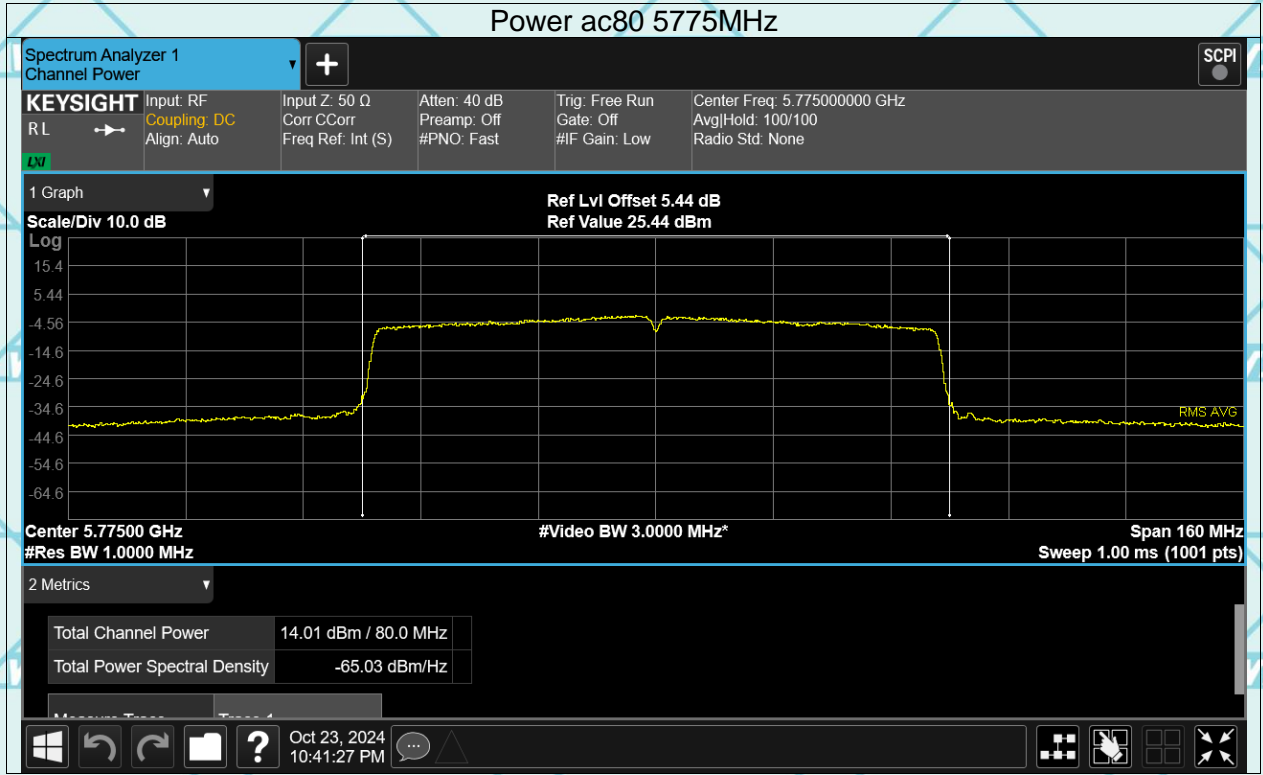 Power ac80 5775MHz
Spectrum Analyzer 1
Channel Power
SCPI
KEYSIGHT
R L
LXI
Input: RF
Coupling: DC
Align: Auto
Input Z: 50 Ω
Corr CCorr
Freq Ref: Int (S)
Atten: 40 dB
Preamp: Off
#PNO: Fast
Trig: Free Run
Gate: Off
#IF Gain: Low
Center Freq: 5.775000000 GHz
Avg|Hold: 100/100
Radio Std: None
1 Graph
Scale/Div 10.0 dB
Ref Lvl Offset 5.44 dB
Ref Value 25.44 dBm
Log
15.4
5.44
-4.56
-14.6
-24.6
-34.6
-44.6
-54.6
-64.6
RMS AVG
Center 5.77500 GHz
#Res BW 1.0000 MHz
#Video BW 3.0000 MHz*
Span 160 MHz
Sweep 1.00 ms (1001 pts)
2 Metrics
Total Channel Power 14.01 dBm / 80.0 MHz
Total Power Spectral Density -65.03 dBm/Hz
Measure Trace Trace 1
?
Oct 23, 2024
10:41:27 PM